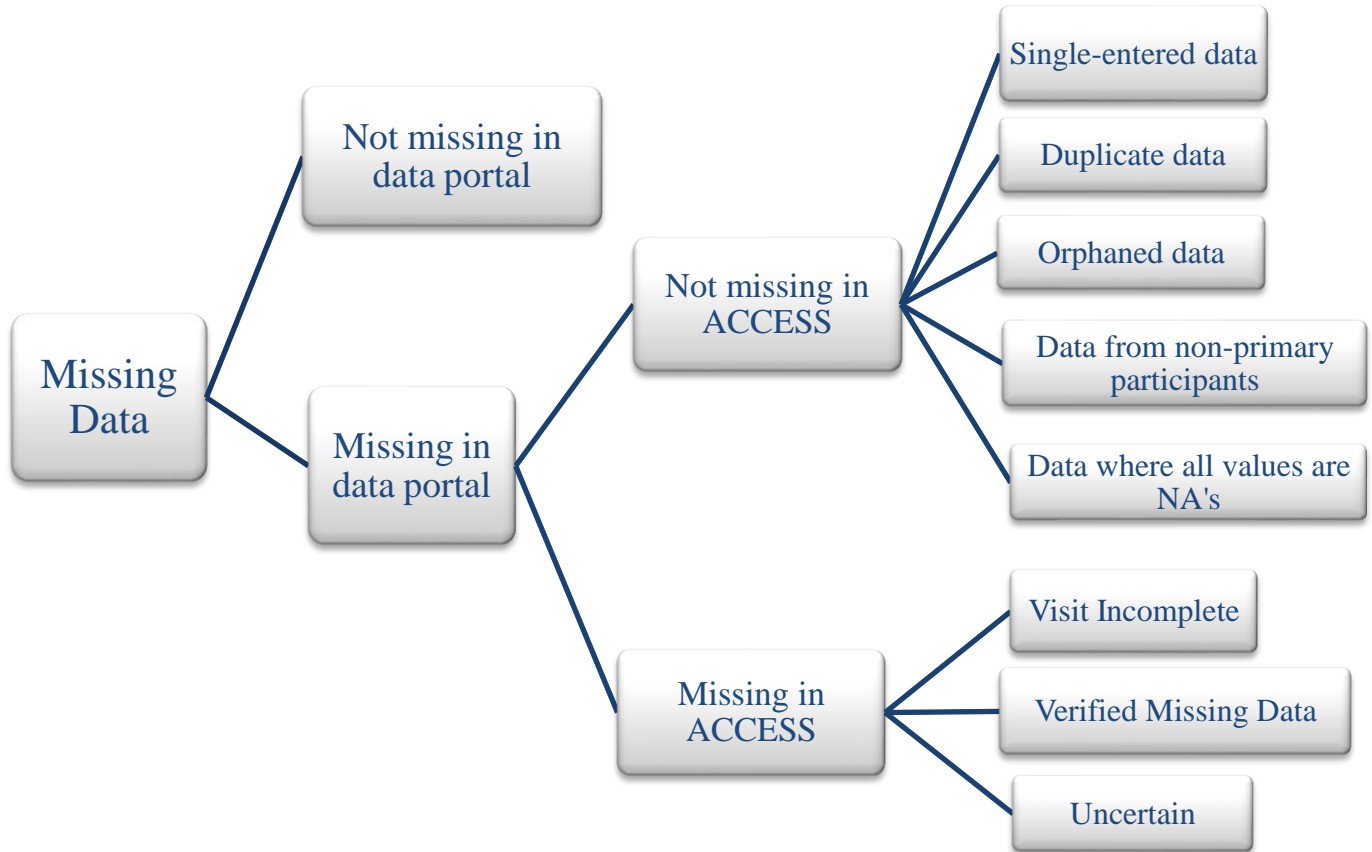 Missing
Data
Not missing in
data portal
Missing in
data portal
Not missing in
ACCESS
Missing in
ACCESS
Single-entered data
Duplicate data
Orphaned data
Data from non-primary
participants
Data where all values are
NA's
Visit Incomplete
Verified Missing Data
Uncertain